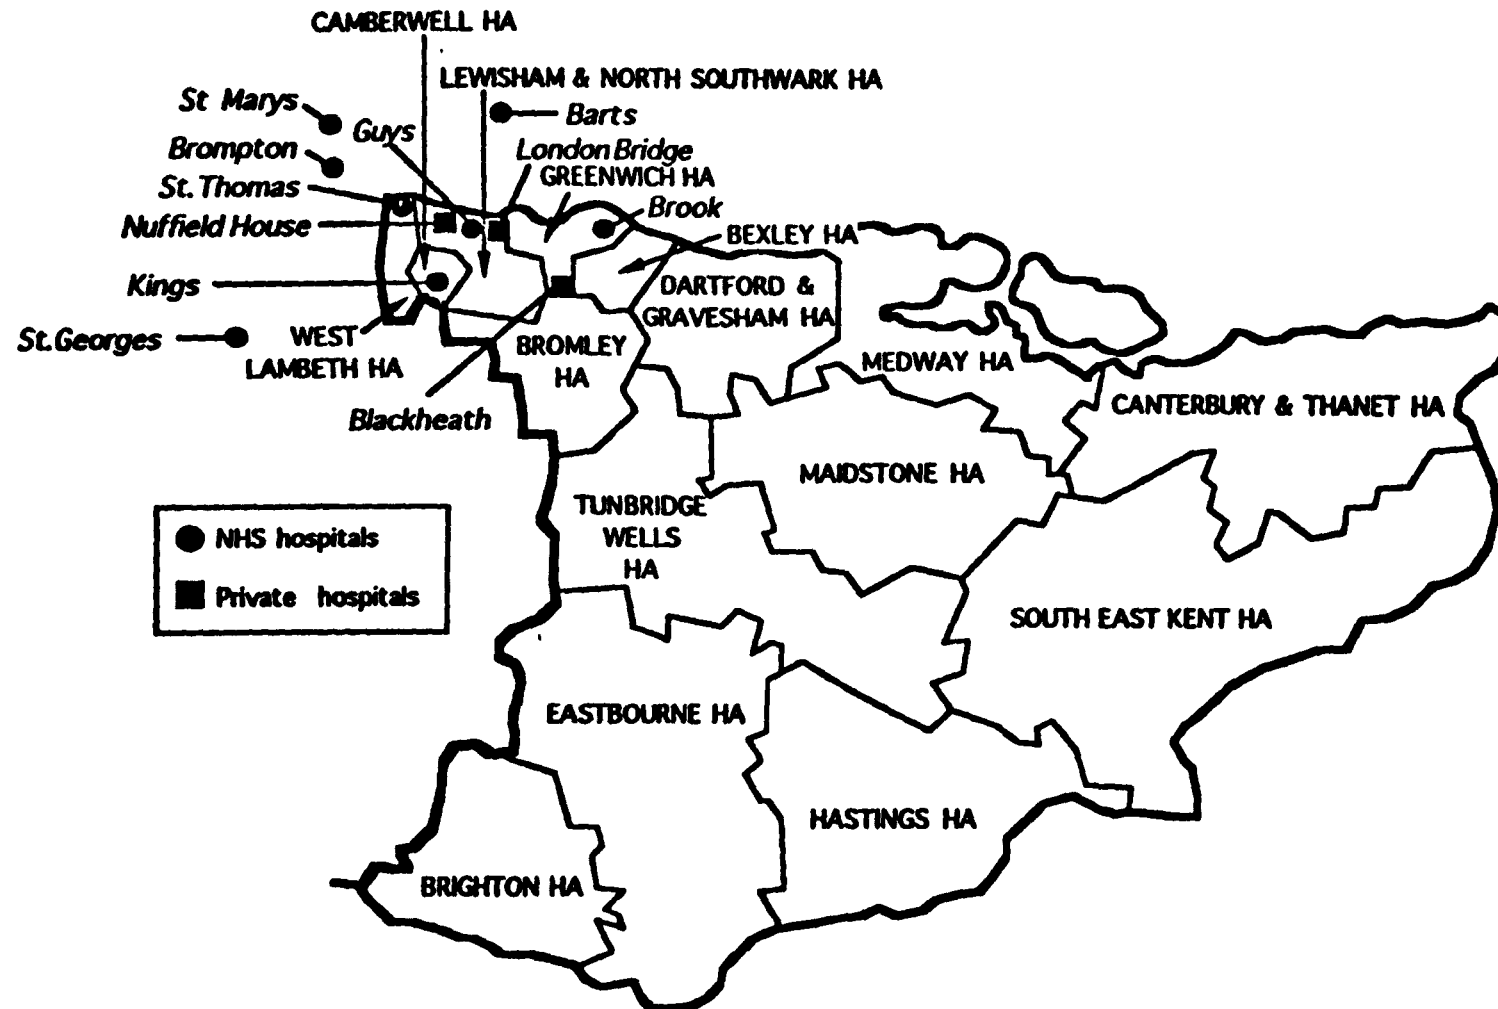 CAMBERWELL HA
LEWISHAM & NORTH SOUTHWARK HA
St Marys
Barts
Guys
Brompton
London Bridge
GREENWICH HA
St. Thomas
Brook
Nuffield House
BEXLEY HA
Kings
DARTFORD &
GRAVESHAM HA
St.Georges
WEST
LAMBETH HA
BROMLEY
HA
MEDWAY HA
Blackheath
CANTERBURY & THANET HA
MAIDSTONE HA
TUNBRIDGE
WELLS
HA
NHS hospitals
Private hospitals
SOUTH EAST KENT HA
EASTBOURNE HA
HASTINGS HA
BRIGHTON HA